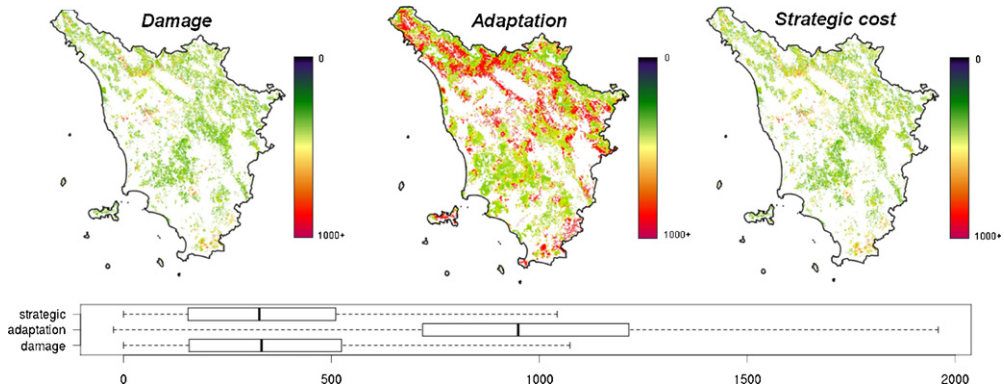 Damage
Adaptation
Strategic cost
0
1000+
0
1000+
0
1000+
strategic
adaptation
damage
0
500
1000
1500
2000